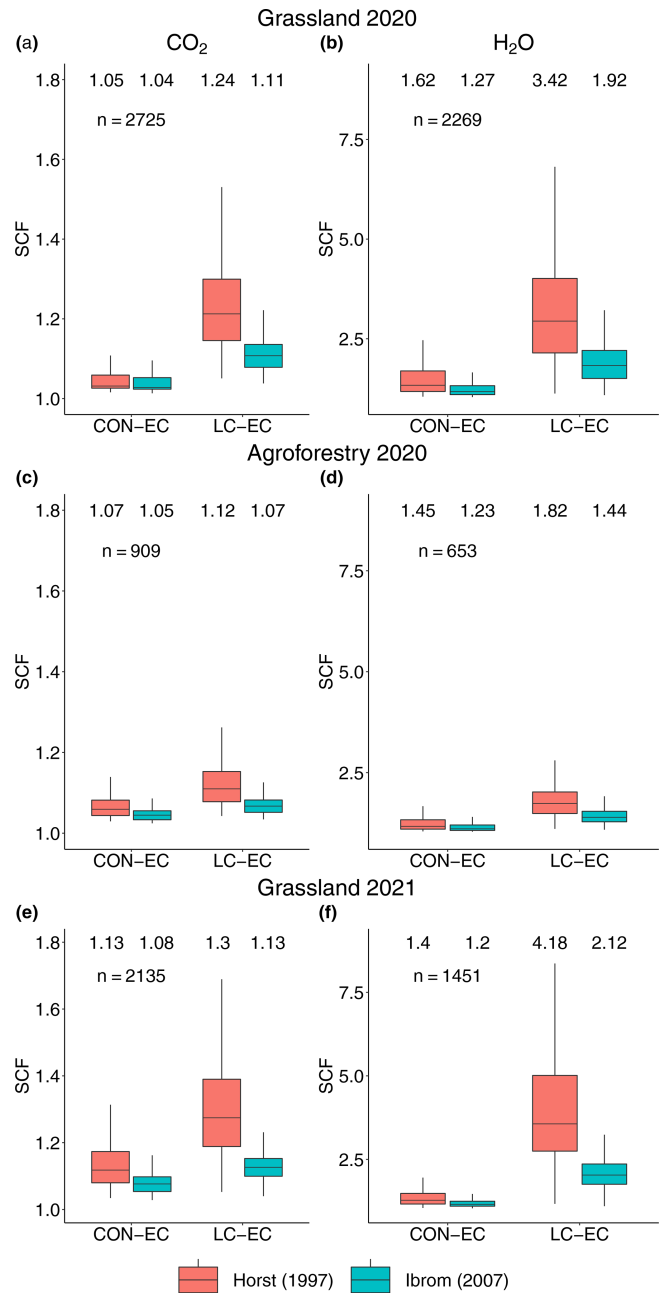 Grassland 2020
(a) CO₂ (b) H₂O
1.05 1.04 1.24 1.11
n = 2725
1.8
1.6
1.4
1.2
1.0
SCF
CON−EC LC−EC
1.62 1.27 3.42 1.92
n = 2269
7.5
5.0
2.5
SCF
CON−EC LC−EC
Agroforestry 2020
(c) (d)
1.07 1.05 1.12 1.07
n = 909
1.8
1.6
1.4
1.2
1.0
SCF
CON−EC LC−EC
1.45 1.23 1.82 1.44
n = 653
7.5
5.0
2.5
SCF
CON−EC LC−EC
Grassland 2021
(e) (f)
1.13 1.08 1.3 1.13
n = 2135
1.8
1.6
1.4
1.2
1.0
SCF
CON−EC LC−EC
1.4 1.2 4.18 2.12
n = 1451
7.5
5.0
2.5
SCF
CON−EC LC−EC
Horst (1997) Ibrom (2007)